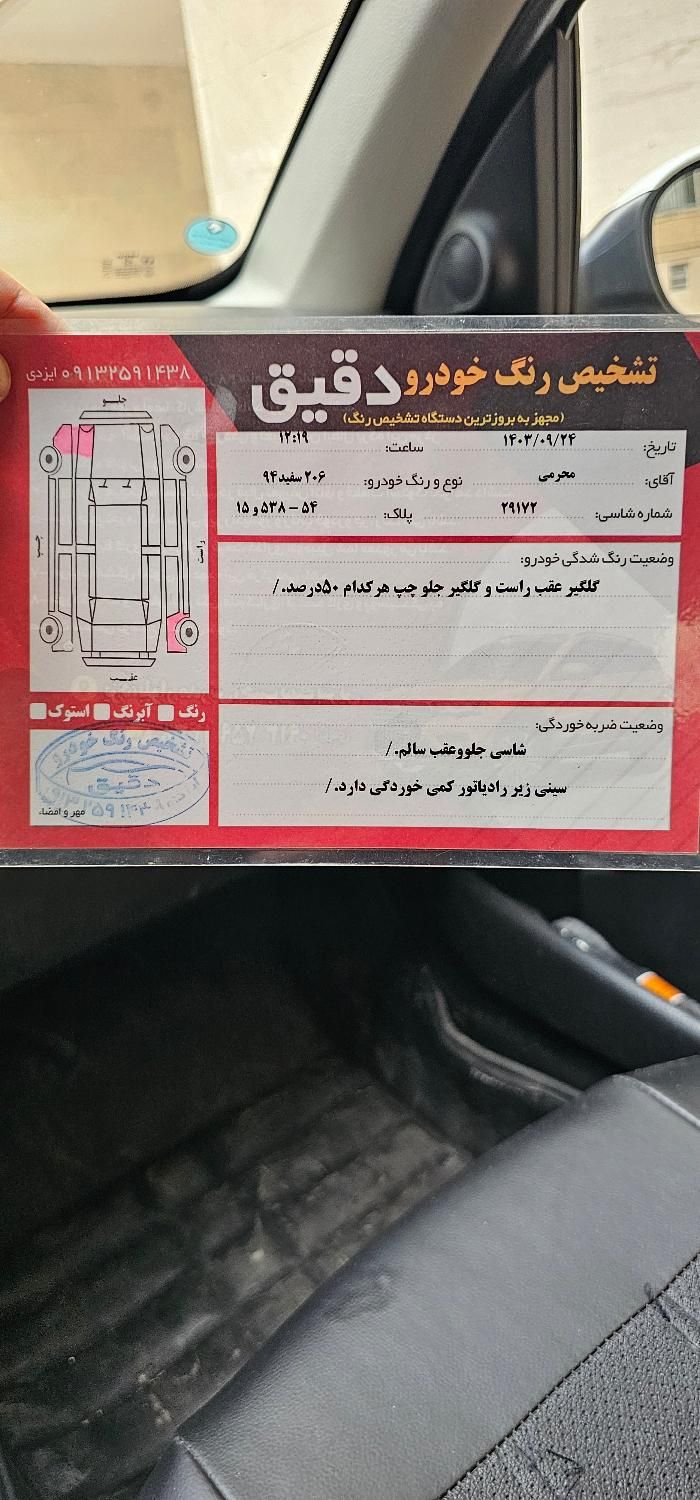 تشخیص رنگ خودرو دقیق
(مجهز به بروزترین دستگاه تشخیص رنگ)
۰۹۱۳۲۵۹۱۴۳۸ ایزدی
تاریخ: ۱۴۰۳/۰۹/۲۴ ساعت: ۱۲:۱۹
آقای: محرمی نوع و رنگ خودرو: ۲۰۶ سفید ۹۴
شماره شاسی: ۲۹۱۷۲ پلاک: ۵۴ - ۵۳۸ و ۱۵
وضعیت رنگ شدگی خودرو:
گلگیر عقب راست و گلگیر جلو چپ هرکدام ۵۰درصد./
وضعیت ضربه خوردگی:
شاسی جلووعقب سالم./
سینی زیر رادیاتور کمی خوردگی دارد./
جلو
چپ
راست
عقب
رنگ آبرنگ استوک
تشخیص رنگ خودرو
دقیق
مهر و امضاء